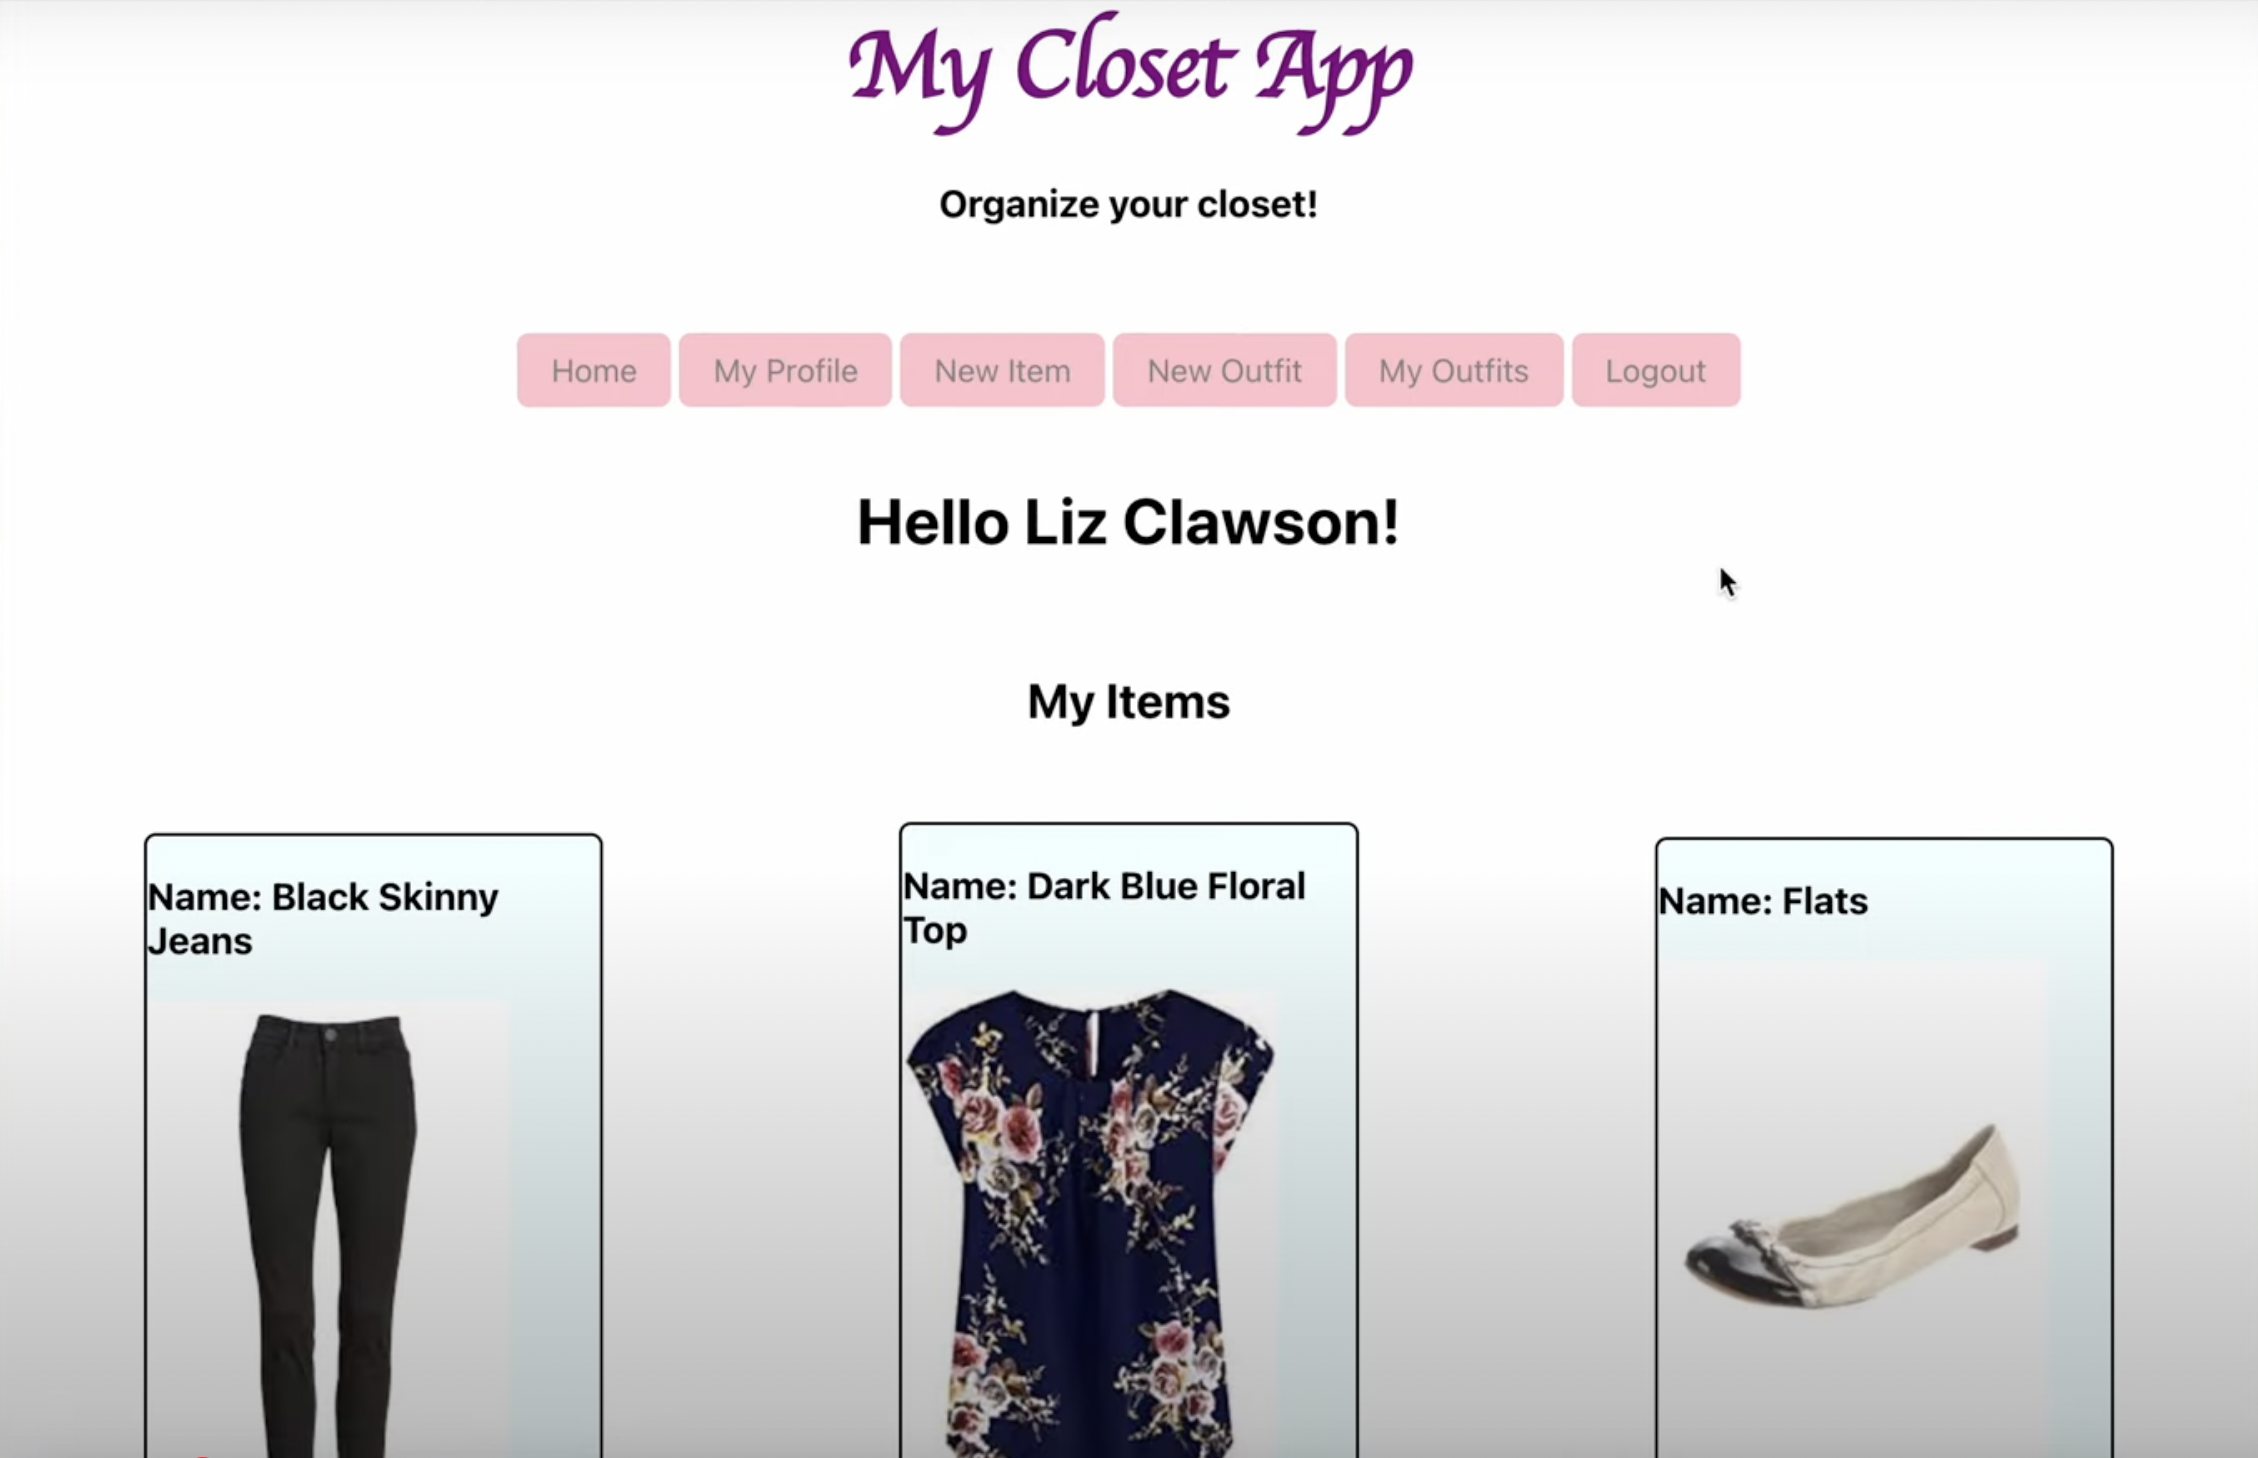 My Closet App
Organize your closet!
Home My Profile New Item New Outfit My Outfits Logout
Hello Liz Clawson!
My Items
Name: Black Skinny
Jeans
Name: Dark Blue Floral
Top
Name: Flats